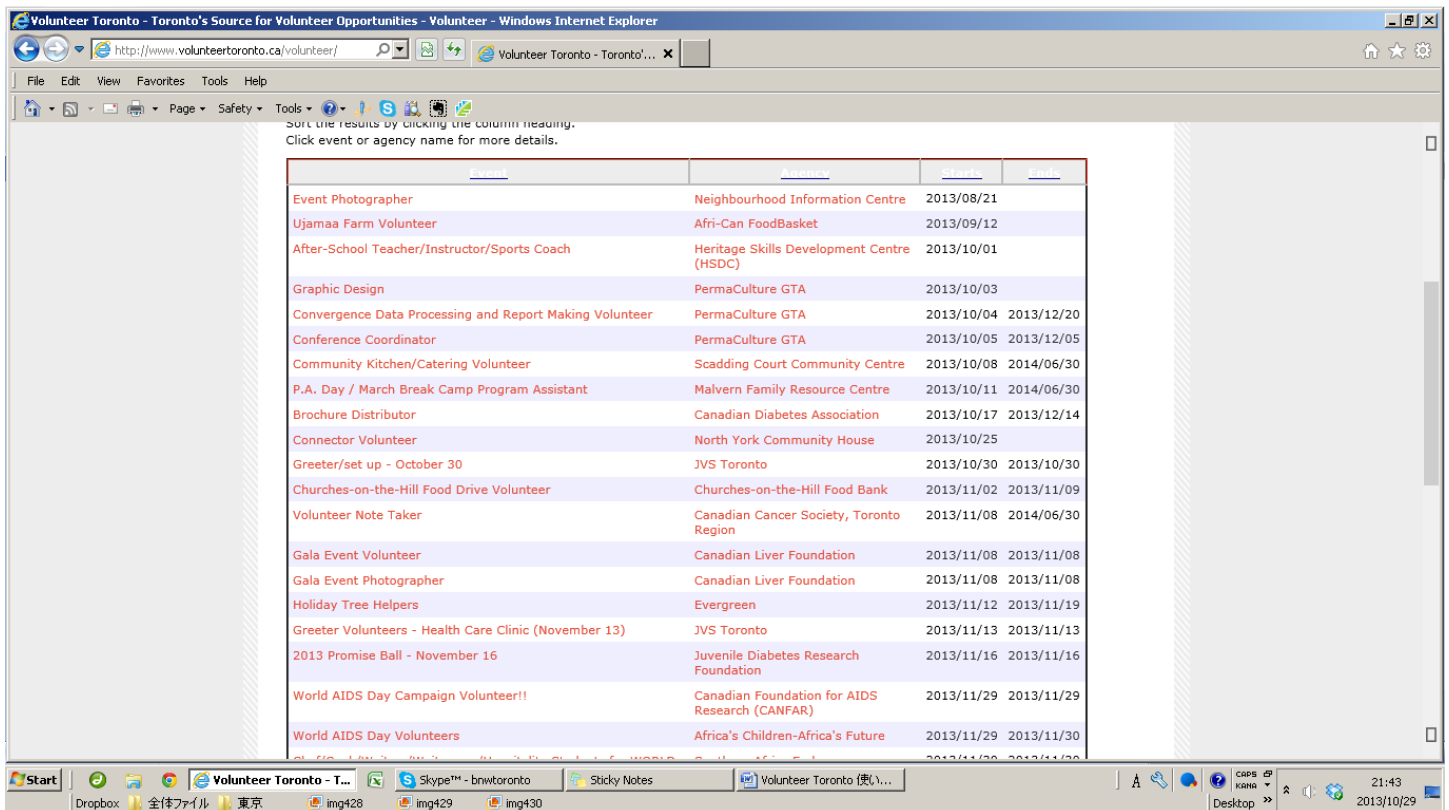 Volunteer Toronto - Toronto's Source for Volunteer Opportunities - Volunteer - Windows Internet Explorer
http://www.volunteertoronto.ca/volunteer/
Volunteer Toronto - Toronto'...
File Edit View Favorites Tools Help
Page Safety Tools
Sort the results by clicking the column heading.
Click event or agency name for more details.
Event Agency Starts Ends
Event Photographer Neighbourhood Information Centre 2013/08/21
Ujamaa Farm Volunteer Afri-Can FoodBasket 2013/09/12
After-School Teacher/Instructor/Sports Coach Heritage Skills Development Centre 2013/10/01
(HSDC)
Graphic Design PermaCulture GTA 2013/10/03
Convergence Data Processing and Report Making Volunteer PermaCulture GTA 2013/10/04 2013/12/20
Conference Coordinator PermaCulture GTA 2013/10/05 2013/12/05
Community Kitchen/Catering Volunteer Scadding Court Community Centre 2013/10/08 2014/06/30
P.A. Day / March Break Camp Program Assistant Malvern Family Resource Centre 2013/10/11 2014/06/30
Brochure Distributor Canadian Diabetes Association 2013/10/17 2013/12/14
Connector Volunteer North York Community House 2013/10/25
Greeter/set up - October 30 JVS Toronto 2013/10/30 2013/10/30
Churches-on-the-Hill Food Drive Volunteer Churches-on-the-Hill Food Bank 2013/11/02 2013/11/09
Volunteer Note Taker Canadian Cancer Society, Toronto 2013/11/08 2014/06/30
Region
Gala Event Volunteer Canadian Liver Foundation 2013/11/08 2013/11/08
Gala Event Photographer Canadian Liver Foundation 2013/11/08 2013/11/08
Holiday Tree Helpers Evergreen 2013/11/12 2013/11/19
Greeter Volunteers - Health Care Clinic (November 13) JVS Toronto 2013/11/13 2013/11/13
2013 Promise Ball - November 16 Juvenile Diabetes Research 2013/11/16 2013/11/16
Foundation
World AIDS Day Campaign Volunteer!! Canadian Foundation for AIDS 2013/11/29 2013/11/29
Research (CANFAR)
World AIDS Day Volunteers Africa's Children-Africa's Future 2013/11/29 2013/11/30
Start Volunteer Toronto - T... Skype™ - bnwtoronto Sticky Notes Volunteer Toronto (使い... A CAPS KANA 21:43
Dropbox 全体ファイル 東京 img428 img429 img430 Desktop » 2013/10/29